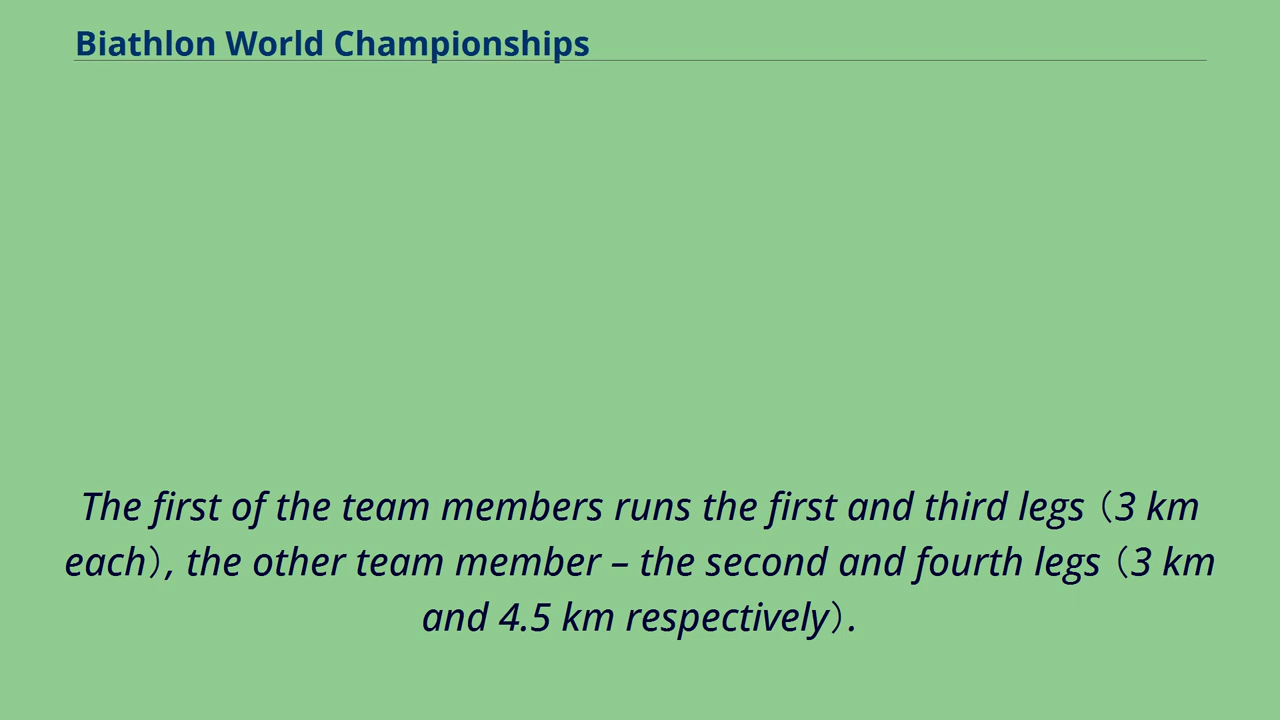 Biathlon World Championships
The first of the team members runs the first and third legs (3 km
each), the other team member – the second and fourth legs (3 km
and 4.5 km respectively).